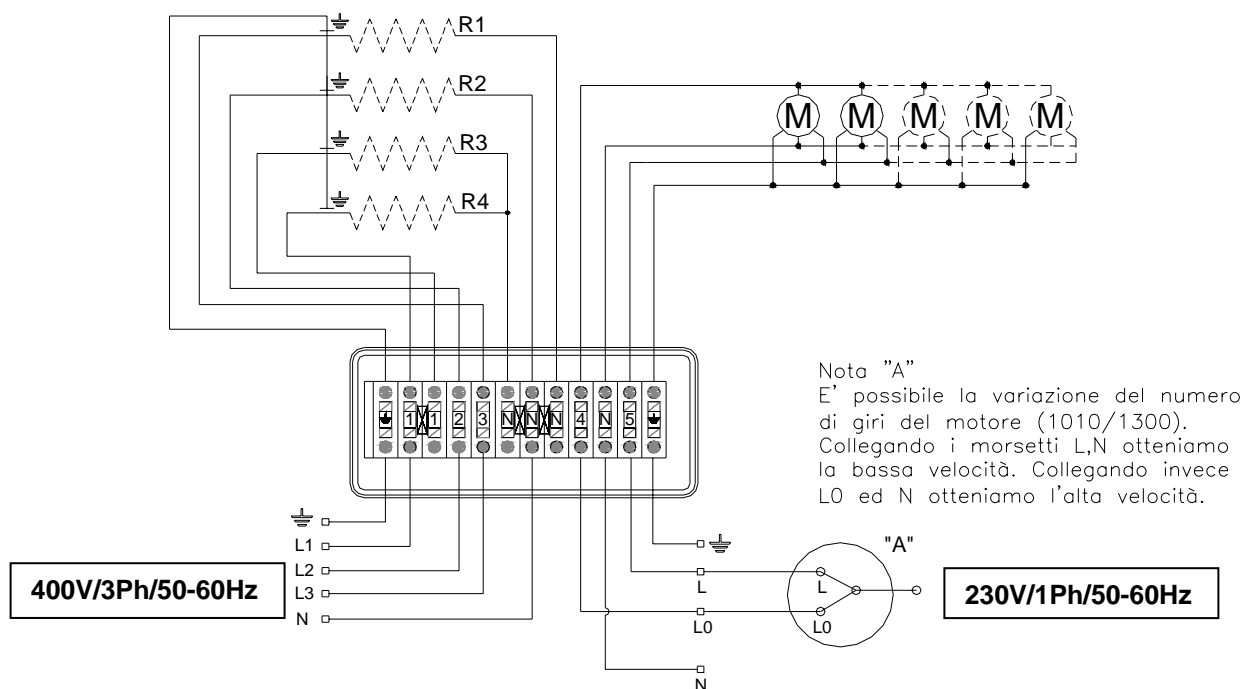 R1
R2
R3
R4
M M M M M
1 1 2 3 N N N 4 N 5
Nota "A"
E' possibile la variazione del numero
di giri del motore (1010/1300).
Collegando i morsetti L,N otteniamo
la bassa velocità. Collegando invece
L0 ed N otteniamo l'alta velocità.
L1
L2
L3
N
400V/3Ph/50-60Hz
"A"
L
L
L0
L0
N
230V/1Ph/50-60Hz